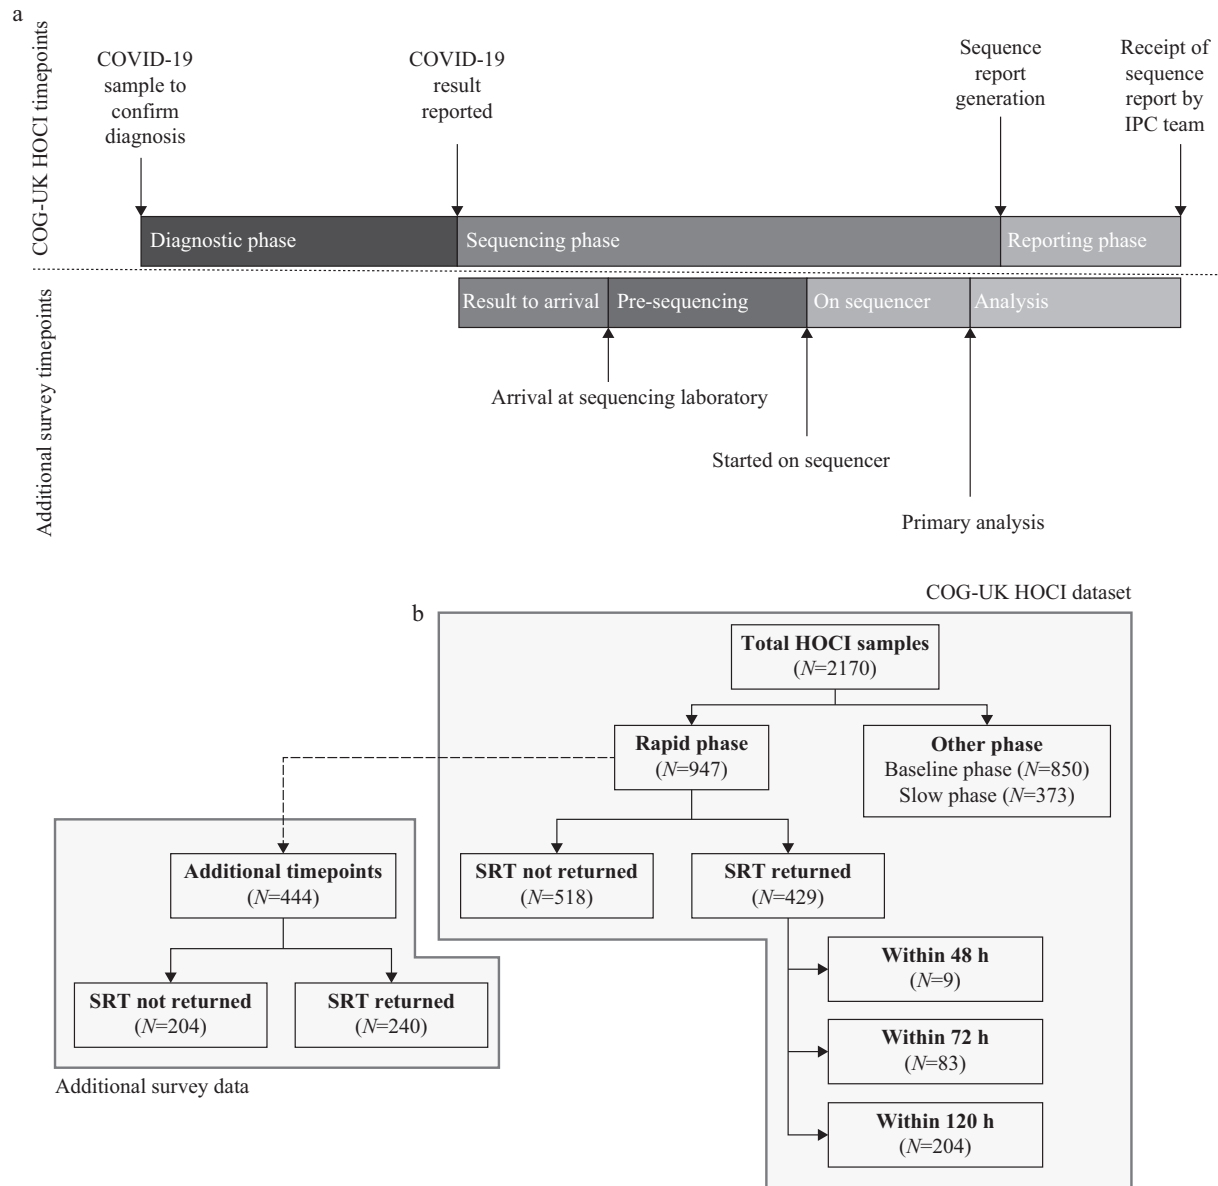 a
COG-UK HOCI timepoints
COVID-19
sample to
confirm
diagnosis
COVID-19
result
reported
Sequence
report
generation
Receipt of
sequence
report by
IPC team
Diagnostic phase
Sequencing phase
Reporting phase
Additional survey timepoints
Result to arrival
Pre-sequencing
On sequencer
Analysis
Arrival at sequencing laboratory
Started on sequencer
Primary analysis
b
COG-UK HOCI dataset
Total HOCI samples
(N=2170)
Rapid phase
(N=947)
Other phase
Baseline phase (N=850)
Slow phase (N=373)
Additional timepoints
(N=444)
SRT not returned
(N=518)
SRT returned
(N=429)
SRT not returned
(N=204)
SRT returned
(N=240)
Within 48 h
(N=9)
Within 72 h
(N=83)
Within 120 h
(N=204)
Additional survey data